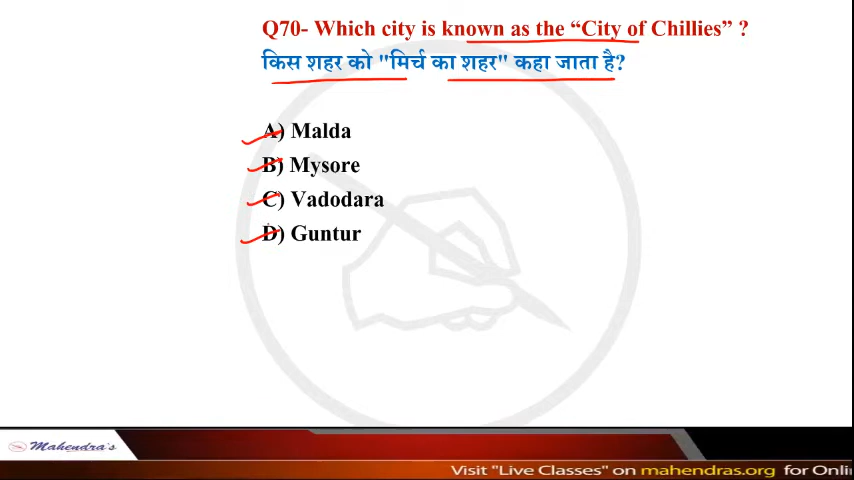 Q70- Which city is known as the “City of Chillies” ?
किस शहर को "मिर्च का शहर" कहा जाता है?
A) Malda
B) Mysore
C) Vadodara
D) Guntur
Mahendra's
Visit "Live Classes" on mahendras.org for Onli